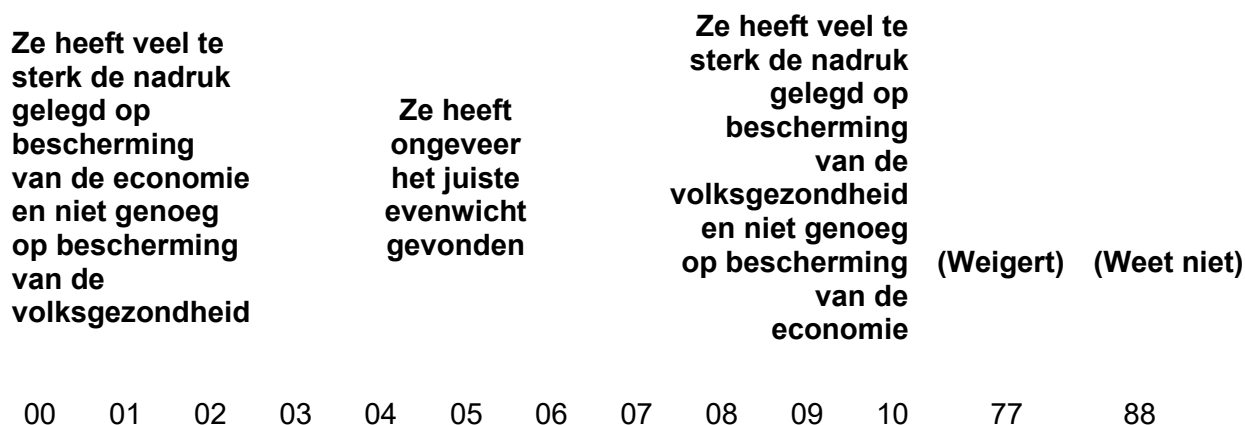 Ze heeft veel te
sterk de nadruk
gelegd op
bescherming
van de economie
en niet genoeg
op bescherming
van de
volksgezondheid
Ze heeft
ongeveer
het juiste
evenwicht
gevonden
Ze heeft veel te
sterk de nadruk
gelegd op
bescherming
van de
volksgezondheid
en niet genoeg
op bescherming
van de
economie
(Weigert)
(Weet niet)
00 01 02 03 04 05 06 07 08 09 10 77 88